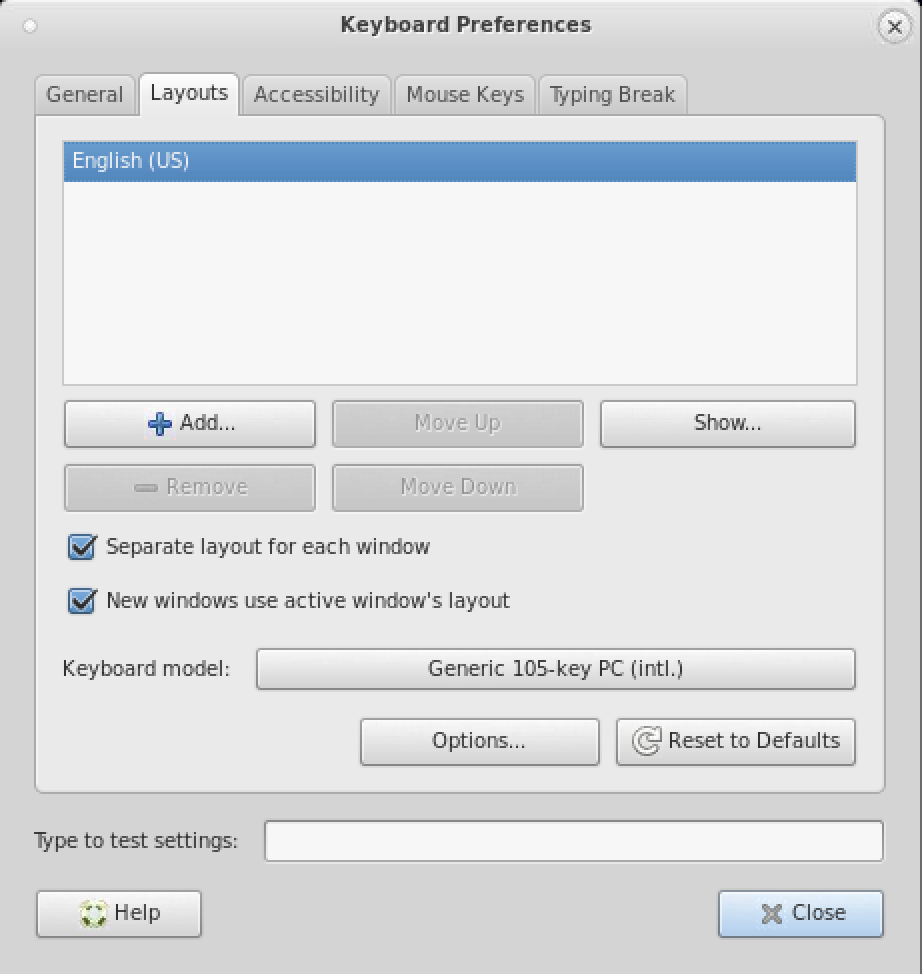 Keyboard Preferences
General Layouts Accessibility Mouse Keys Typing Break
English (US)
Add... Move Up Show...
Remove Move Down
Separate layout for each window
New windows use active window's layout
Keyboard model: Generic 105-key PC (intl.)
Options... Reset to Defaults
Type to test settings:
Help Close